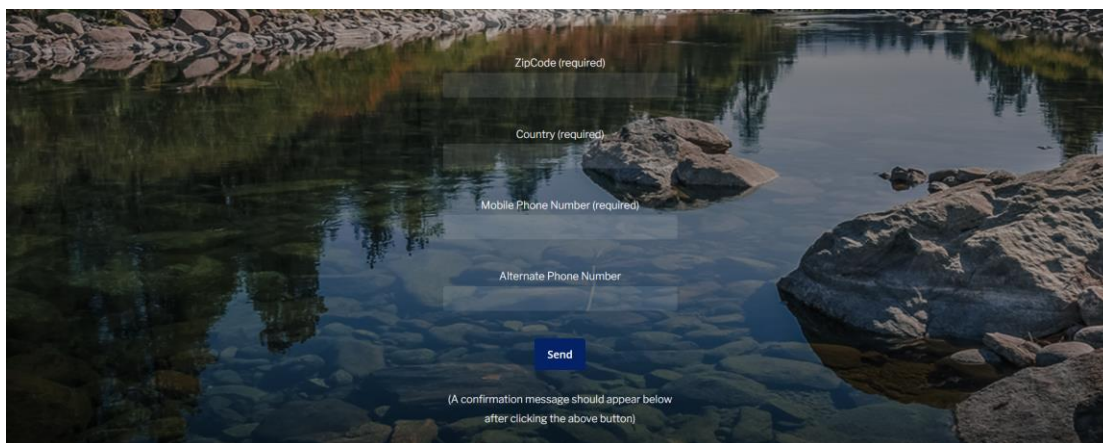 ZipCode (required)
Country (required)
Mobile Phone Number (required)
Alternate Phone Number
Send
(A confirmation message should appear below
after clicking the above button)